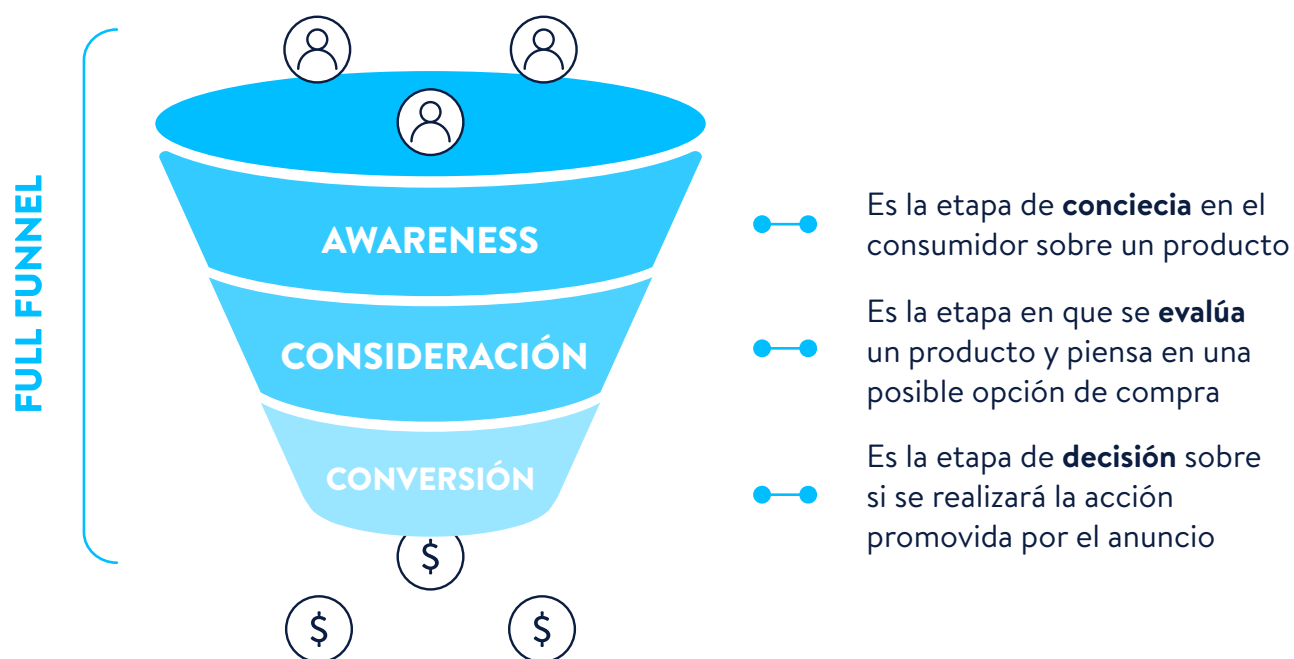 FULL FUNNEL
AWARENESS
Es la etapa de conciecia en el
consumidor sobre un producto
CONSIDERACIÓN
Es la etapa en que se evalúa
un producto y piensa en una
posible opción de compra
CONVERSIÓN
Es la etapa de decisión sobre
si se realizará la acción
promovida por el anuncio
$
$
$